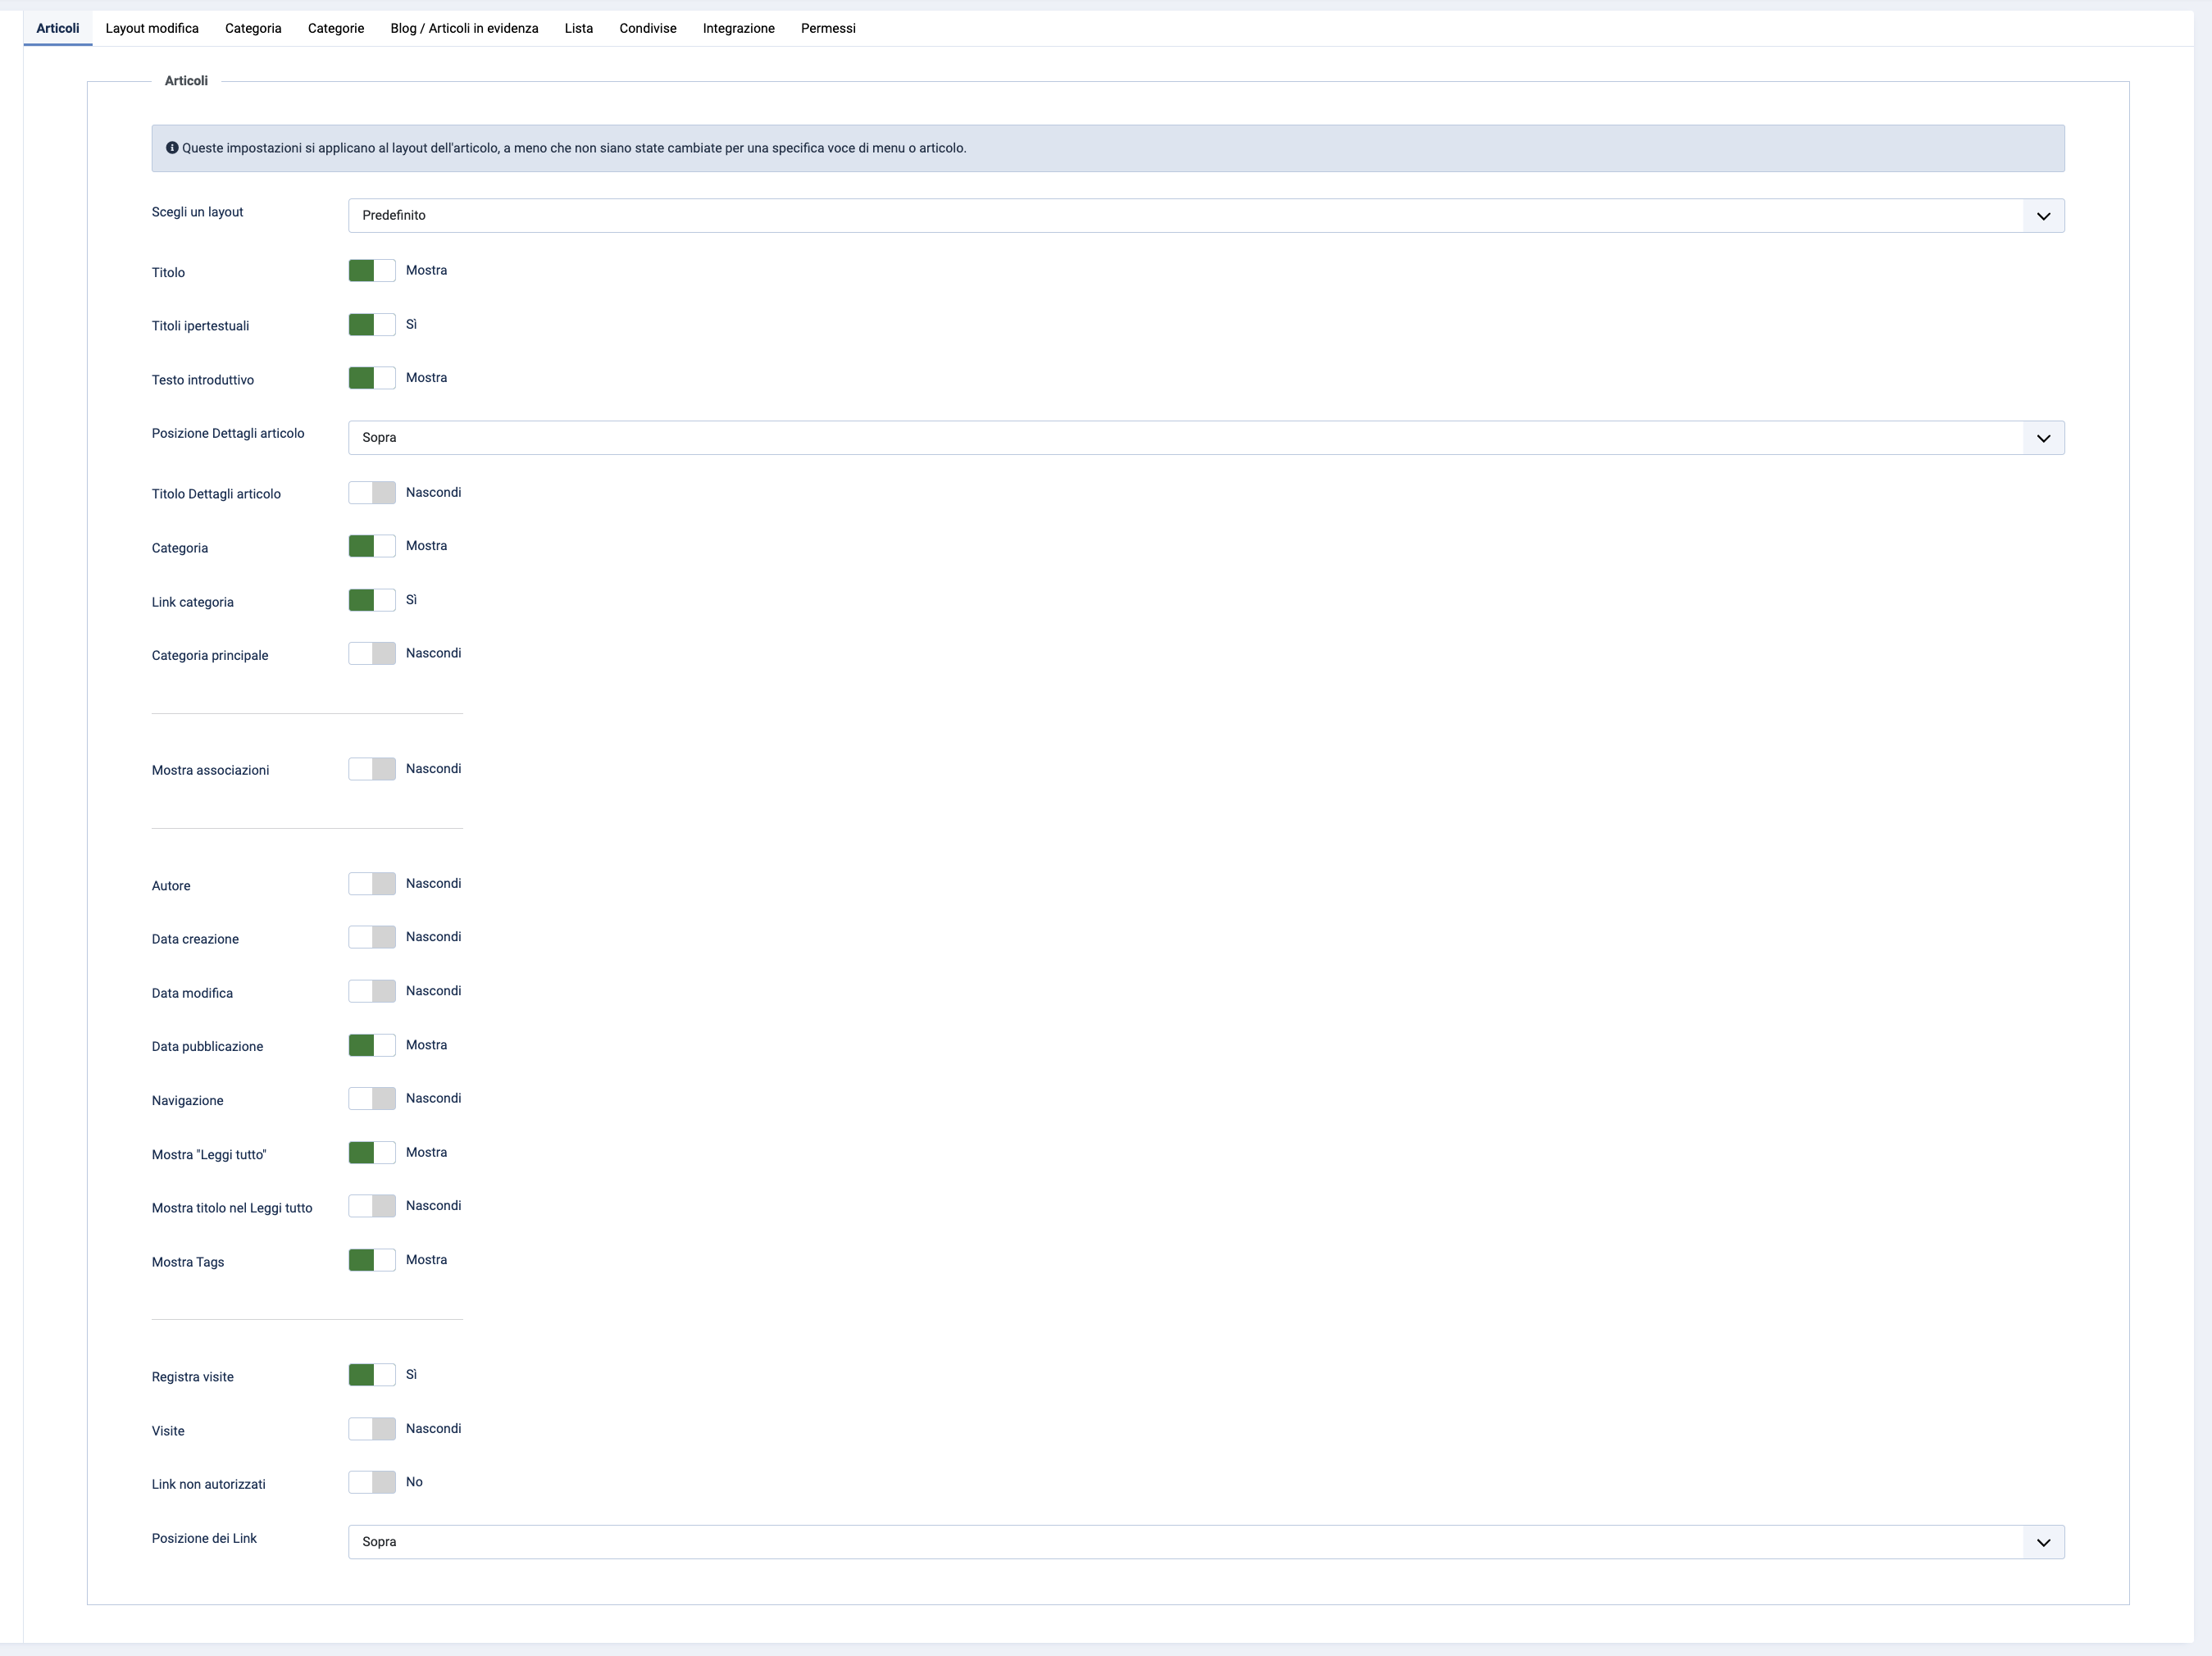 Articoli Layout modifica Categoria Categorie Blog / Articoli in evidenza Lista Condivise Integrazione Permessi
Articoli
Queste impostazioni si applicano al layout dell'articolo, a meno che non siano state cambiate per una specifica voce di menu o articolo.
Scegli un layout Predefinito
Titolo Mostra
Titoli ipertestuali Sì
Testo introduttivo Mostra
Posizione Dettagli articolo Sopra
Titolo Dettagli articolo Nascondi
Categoria Mostra
Link categoria Sì
Categoria principale Nascondi
Mostra associazioni Nascondi
Autore Nascondi
Data creazione Nascondi
Data modifica Nascondi
Data pubblicazione Mostra
Navigazione Nascondi
Mostra "Leggi tutto" Mostra
Mostra titolo nel Leggi tutto Nascondi
Mostra Tags Mostra
Registra visite Sì
Visite Nascondi
Link non autorizzati No
Posizione dei Link Sopra